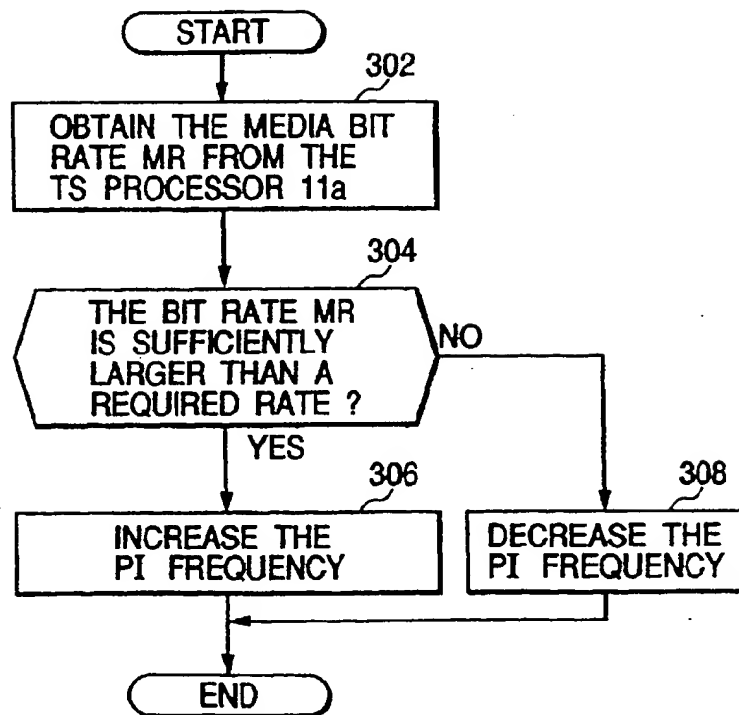 START
302
OBTAIN THE MEDIA BIT
RATE MR FROM THE
TS PROCESSOR 11a
304
THE BIT RATE MR
IS SUFFICIENTLY
LARGER THAN A
REQUIRED RATE ?
NO
YES
306
INCREASE THE
PI FREQUENCY
308
DECREASE THE
PI FREQUENCY
END